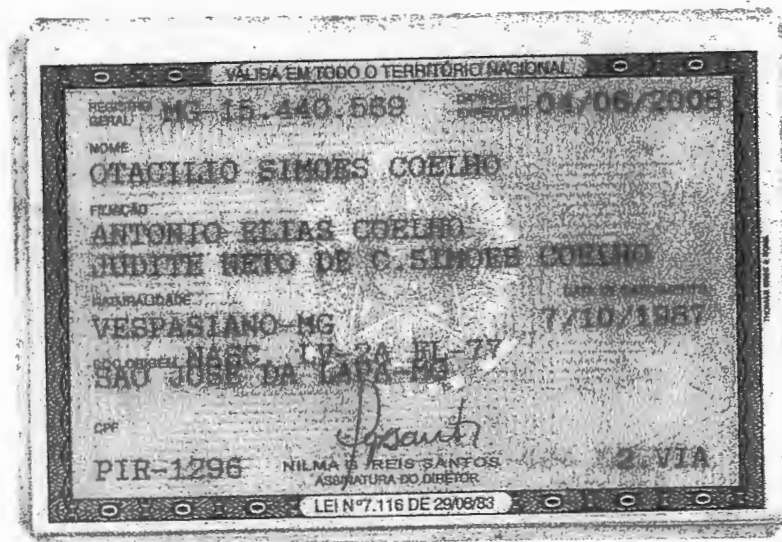 VÁLIDA EM TODO O TERRITÓRIO NACIONAL
REGISTRO GERAL MG-15.440.569 04/06/2008
NOME
OTACILIO SIMOES COELHO
FILIAÇÃO
ANTONIO ELIAS COELHO
JUDITE NETO DE C.SIMOES COELHO
NATURALIDADE DATA DE NASCIMENTO
VESPASIANO-MG 7/10/1987
NASC. LV-2A FL-77
SAO JOSE DA LAPA-MG
CPF
PIR-1296 NILMA REIS SANTOS 2.VIA
ASSINATURA DO DIRETOR
LEI Nº7.116 DE 29/08/83